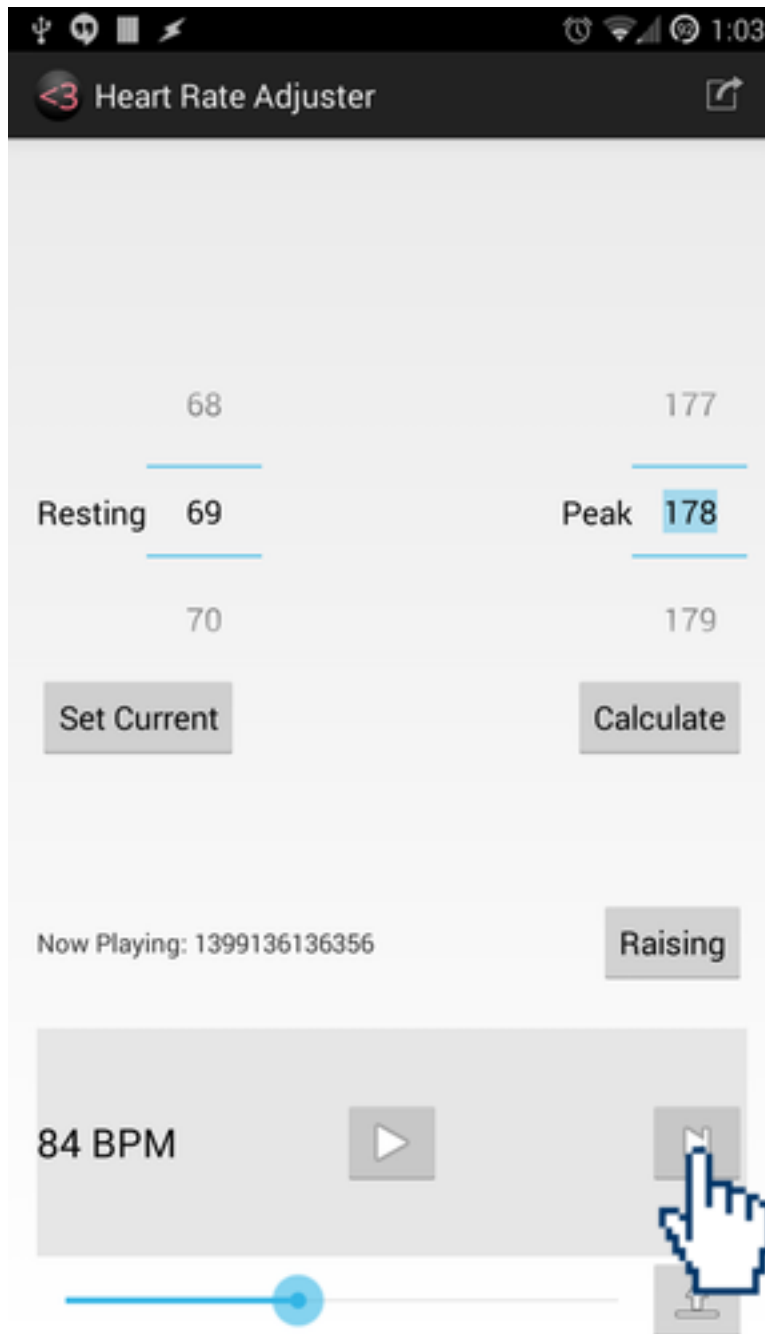 1:03
<3 Heart Rate Adjuster
68 177
Resting 69 Peak 178
70 179
Set Current Calculate
Now Playing: 1399136136356 Raising
84 BPM